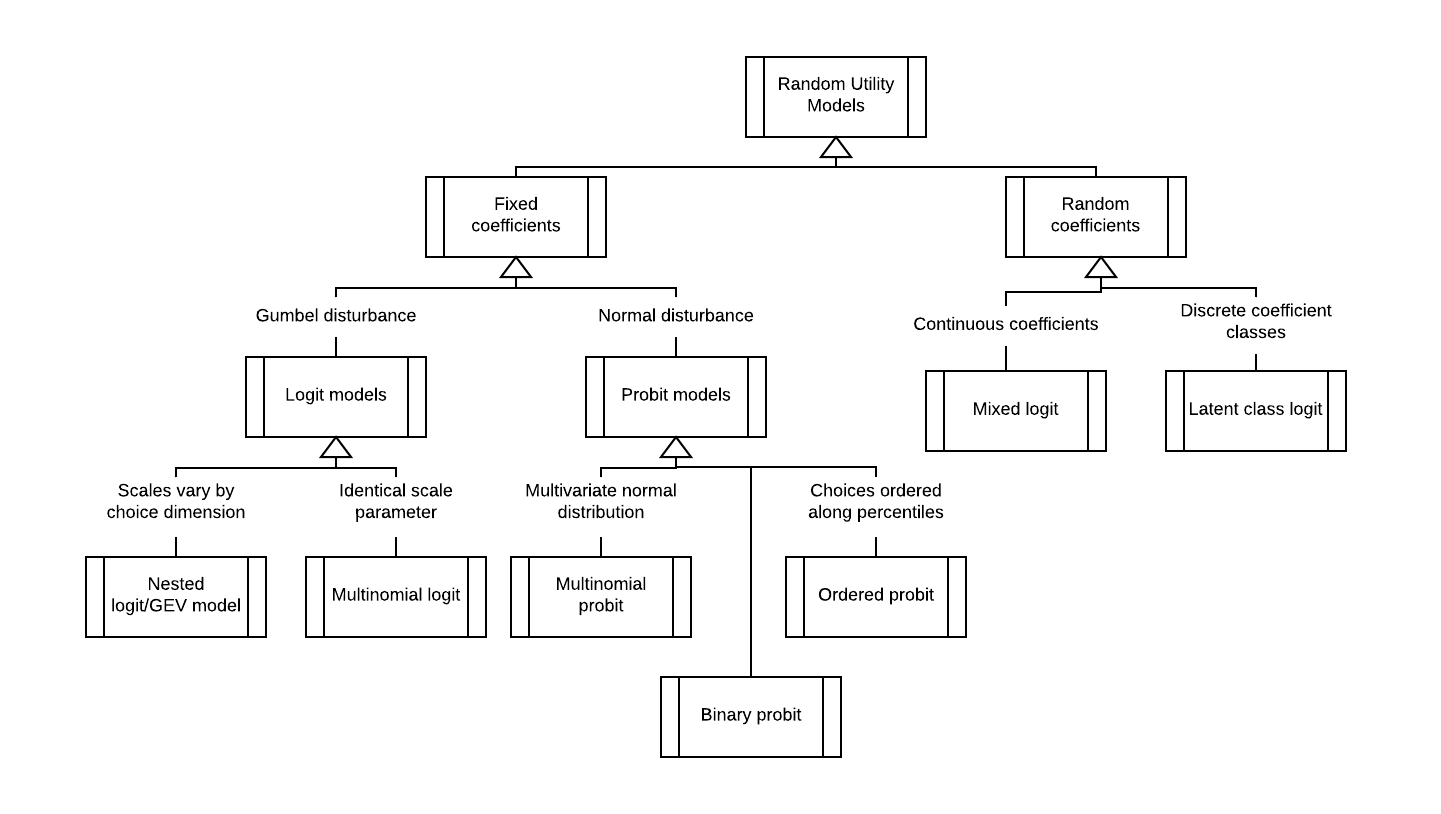 Random Utility
Models
Fixed
coefficients
Random
coefficients
Gumbel disturbance
Normal disturbance
Continuous coefficients
Discrete coefficient
classes
Logit models
Probit models
Mixed logit
Latent class logit
Scales vary by
choice dimension
Identical scale
parameter
Multivariate normal
distribution
Choices ordered
along percentiles
Nested
logit/GEV model
Multinomial logit
Multinomial
probit
Ordered probit
Binary probit